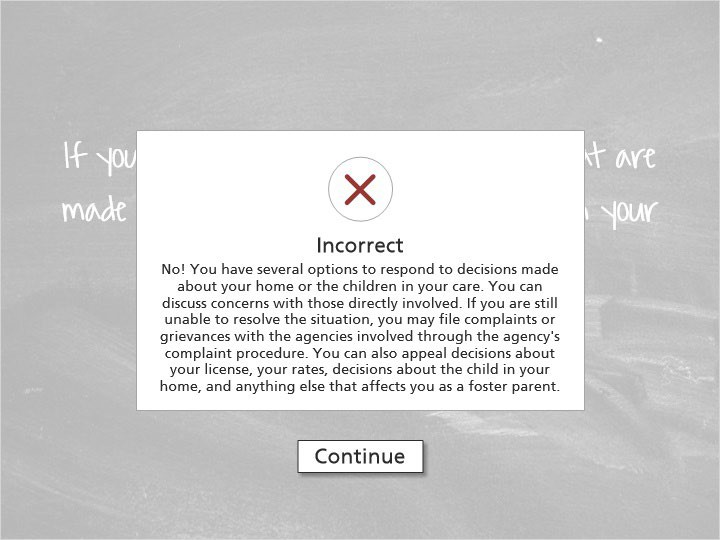 If you
are
made
your
Incorrect
No! You have several options to respond to decisions made
about your home or the children in your care. You can
discuss concerns with those directly involved. If you are still
unable to resolve the situation, you may file complaints or
grievances with the agencies involved through the agency's
complaint procedure. You can also appeal decisions about
your license, your rates, decisions about the child in your
home, and anything else that affects you as a foster parent.
Continue